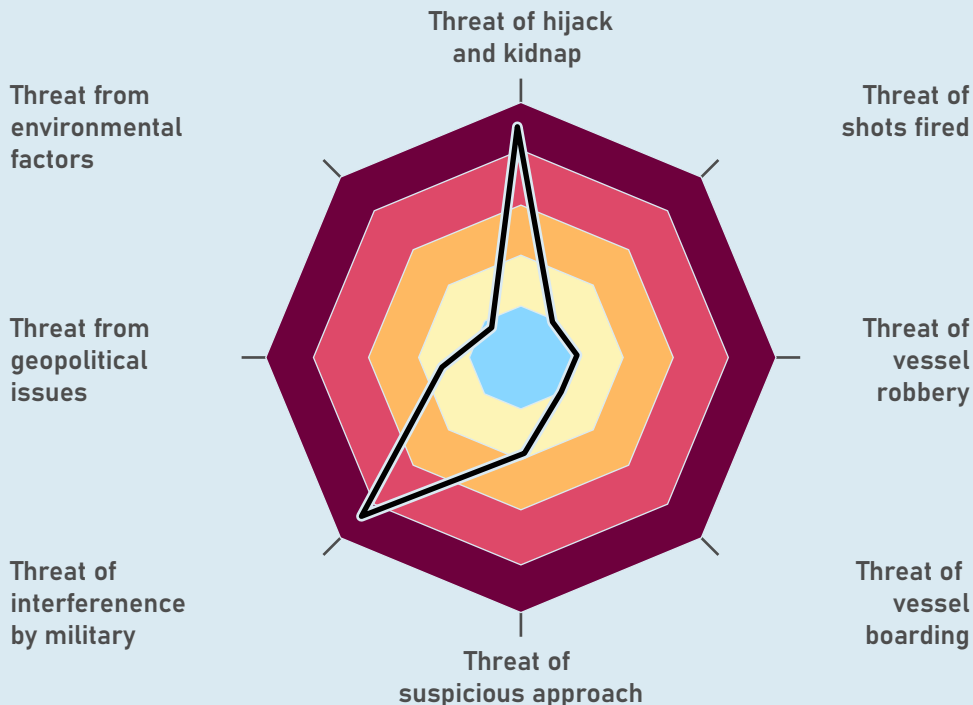 Threat of hijack
and kidnap
Threat from
environmental
factors
Threat of
shots fired
Threat from
geopolitical
issues
Threat of
vessel
robbery
Threat of
interferenence
by military
Threat of
vessel
boarding
Threat of
suspicious approach